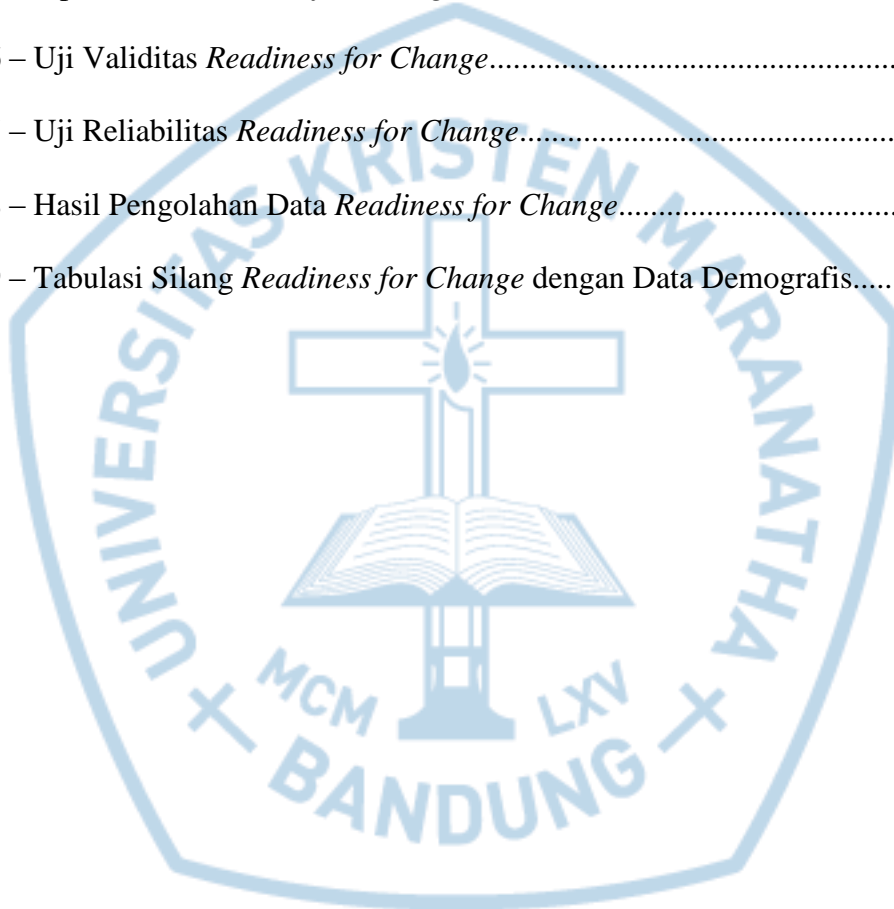 – Uji Validitas Readiness for Change...............................................
– Uji Reliabilitas Readiness for Change............................................
– Hasil Pengolahan Data Readiness for Change................................
– Tabulasi Silang Readiness for Change dengan Data Demografis.....
UNIVERSITAS KRISTEN MARANATHA
MCM LXV
BANDUNG